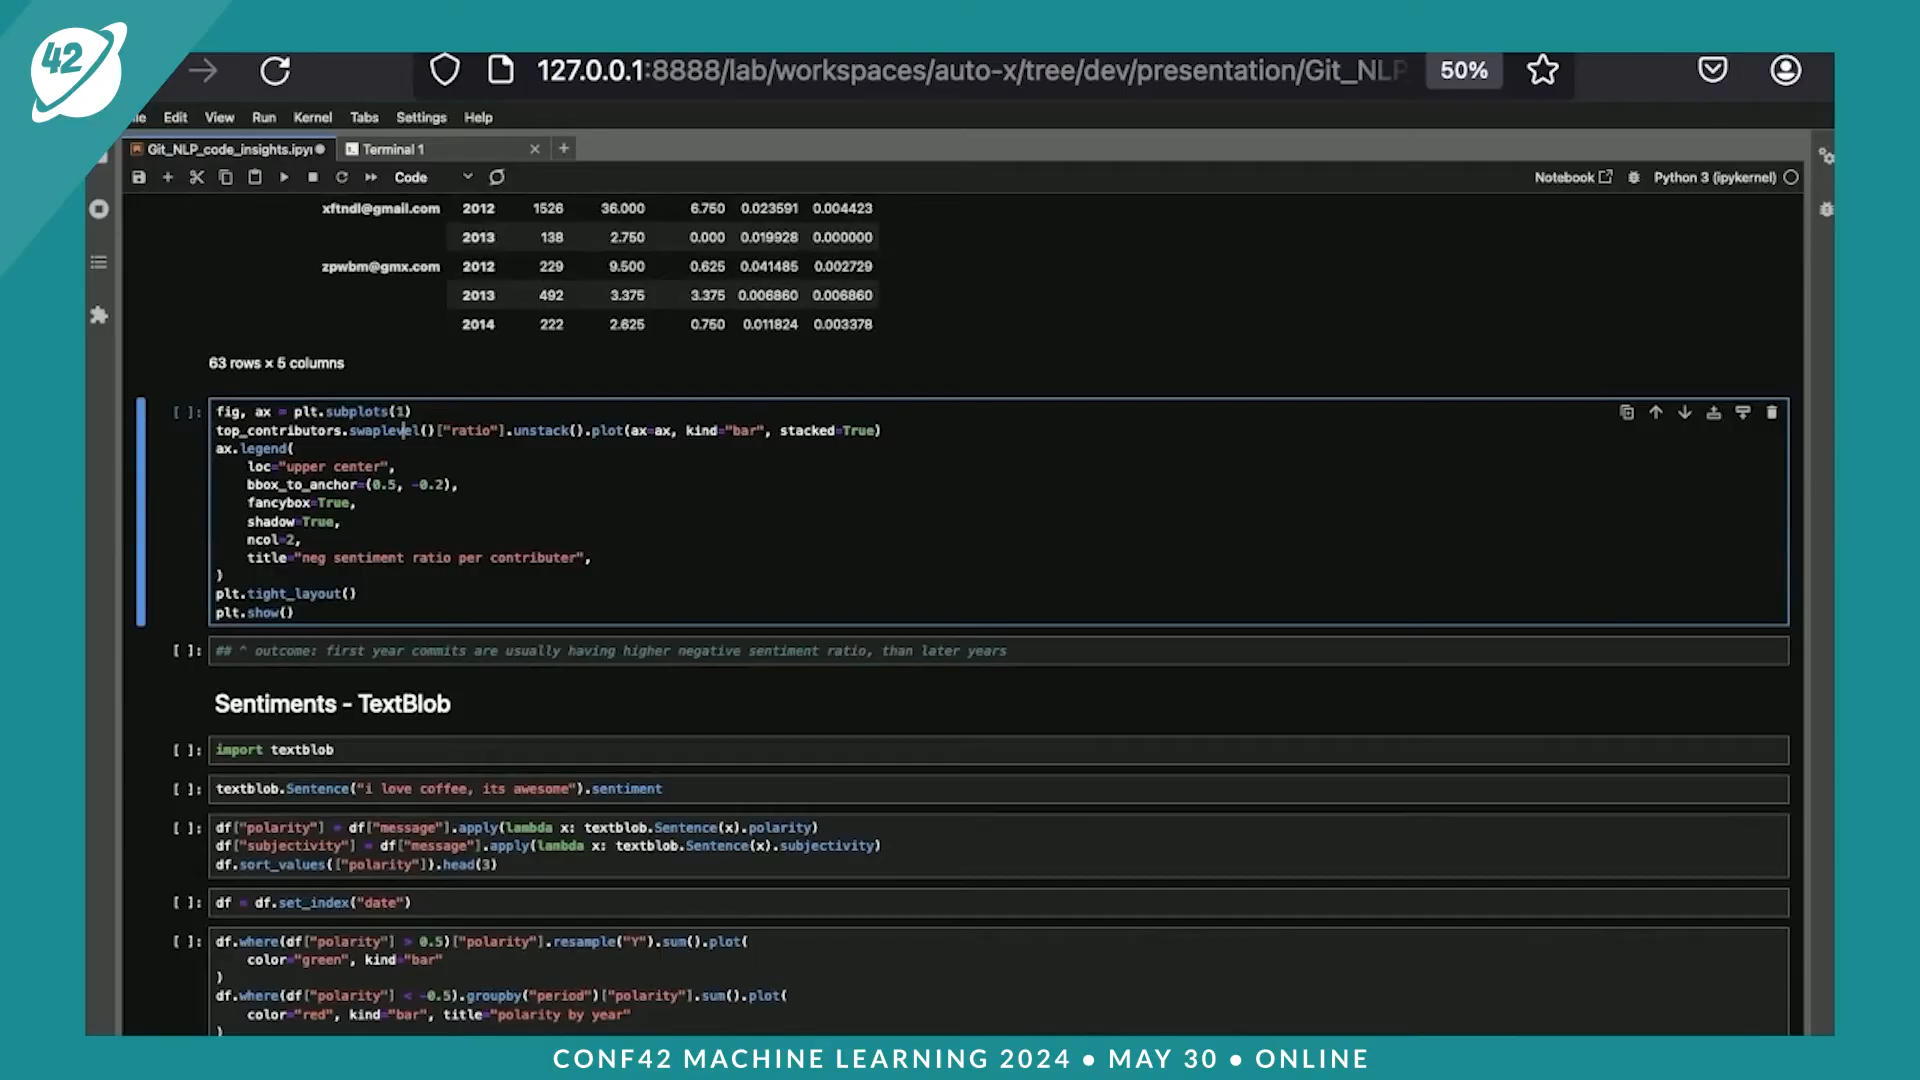 42
127.0.0.1:8888/lab/workspaces/auto-x/tree/dev/presentation/Git_NLP 50%
Edit View Run Kernel Tabs Settings Help
Git_NLP_code_insights.ipyn Terminal 1
Code Notebook Python 3 (ipykernel)
xftndl@gmail.com 2012 1526 36.000 6.750 0.023591 0.004423
2013 138 2.750 0.000 0.019928 0.000000
zpwbm@gmx.com 2012 229 9.500 0.625 0.041485 0.002729
2013 492 3.375 3.375 0.006860 0.006860
2014 222 2.625 0.750 0.011824 0.003378
63 rows × 5 columns
[ ]: fig, ax = plt.subplots(1)
top_contributors.swaplevel()["ratio"].unstack().plot(ax=ax, kind="bar", stacked=True)
ax.legend(
loc="upper center",
bbox_to_anchor=(0.5, -0.2),
fancybox=True,
shadow=True,
ncol=2,
title="neg sentiment ratio per contributer",
)
plt.tight_layout()
plt.show()
[ ]: ## ^ outcome: first year commits are usually having higher negative sentiment ratio, than later years
Sentiments - TextBlob
[ ]: import textblob
[ ]: textblob.Sentence("i love coffee, its awesome").sentiment
[ ]: df["polarity"] = df["message"].apply(lambda x: textblob.Sentence(x).polarity)
df["subjectivity"] = df["message"].apply(lambda x: textblob.Sentence(x).subjectivity)
df.sort_values(["polarity"]).head(3)
[ ]: df = df.set_index("date")
[ ]: df.where(df["polarity"] > 0.5)["polarity"].resample("Y").sum().plot(
color="green", kind="bar"
)
df.where(df["polarity"] < -0.5).groupby("period")["polarity"].sum().plot(
color="red", kind="bar", title="polarity by year"
)
CONF42 MACHINE LEARNING 2024 • MAY 30 • ONLINE